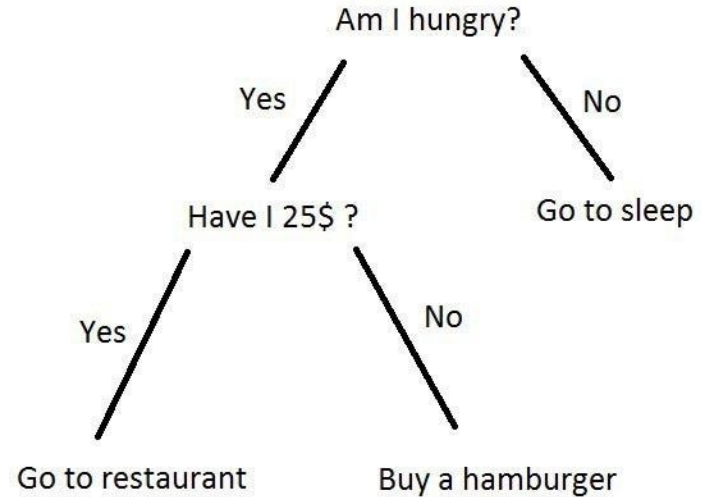 Am I hungry?
Yes
No
Have I 25$ ?
Go to sleep
Yes
No
Go to restaurant
Buy a hamburger